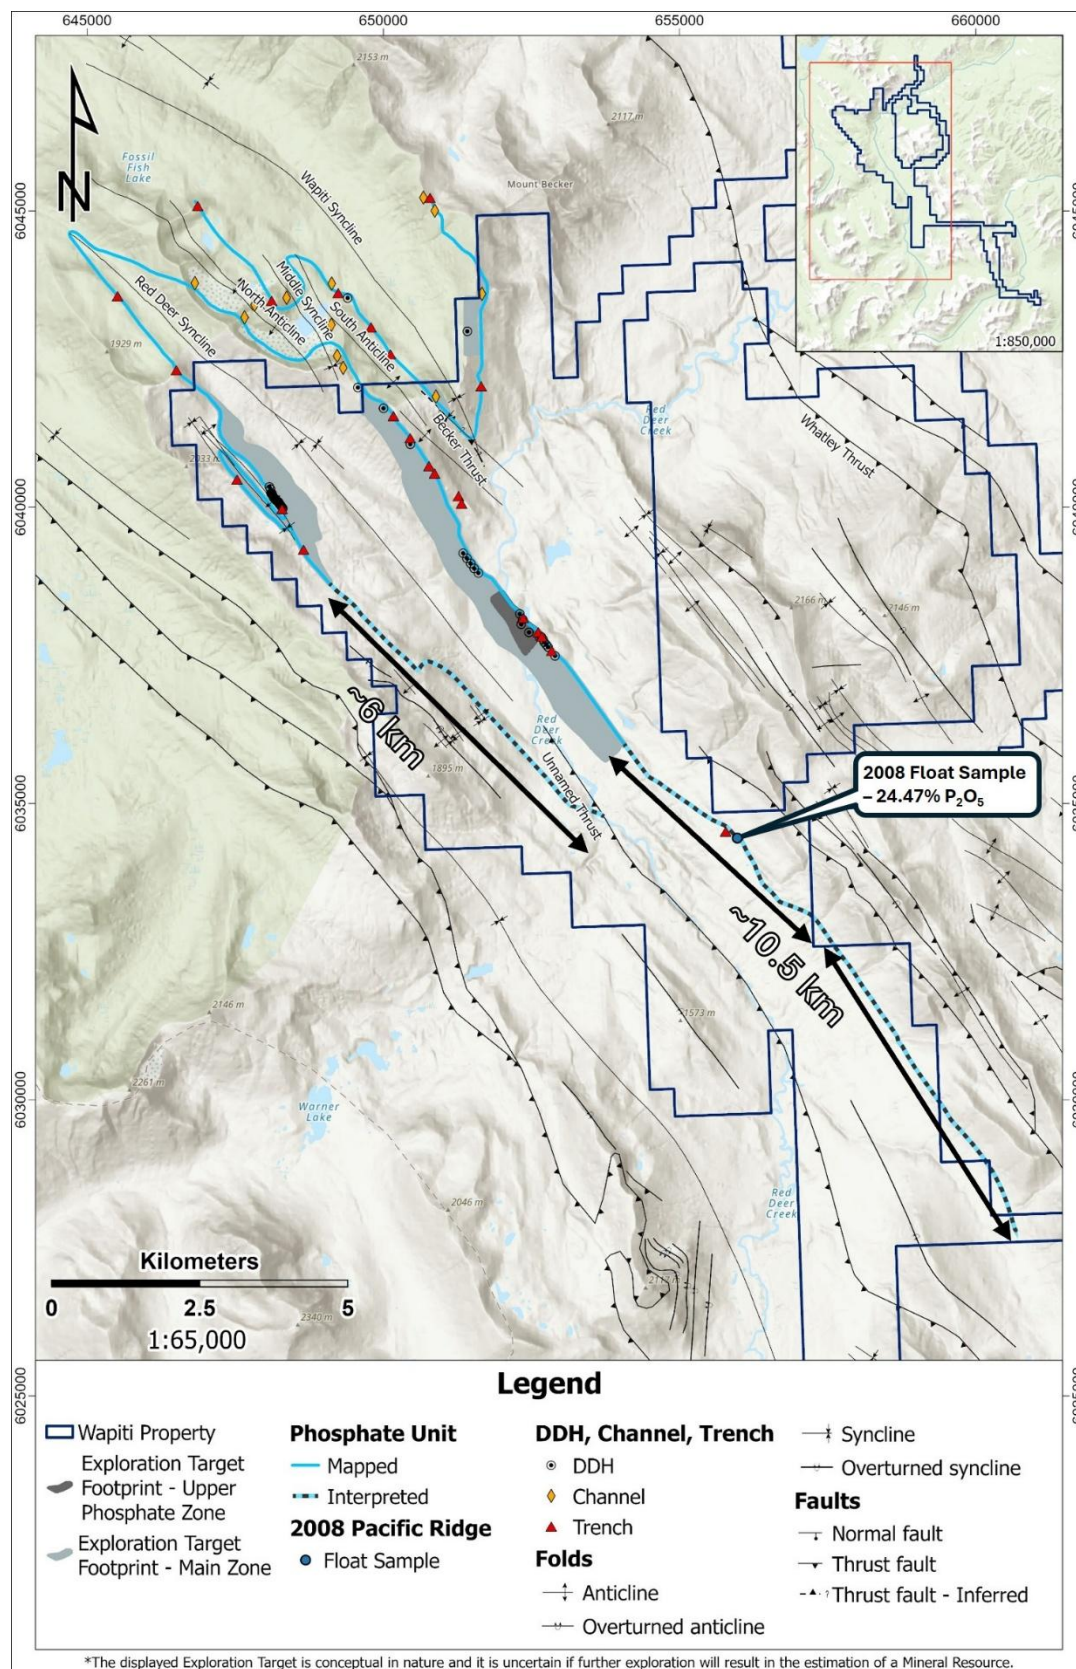 645000
650000
655000
660000
6045000
6040000
6035000
6030000
6025000
6045000
6040000
6035000
6030000
6025000
N
Fossil
Fish
Lake
2153 m
2117 m
Mount Becker
Wapiti Syncline
Red Deer Syncline
North Anticline
Middle Syncline
South Anticline
1929 m
2033 m
Becker Thrust
Red
Deer
Creek
Whatley Thrust
1:850,000
2166 m
2146 m
~6 km
1895 m
Red
Deer
Creek
Unnamed Thrust
2008 Float Sample
– 24.47% P₂O₅
~10.5 km
1573 m
2146 m
2261 m
Warner
Lake
2046 m
Red
Deer
Creek
2340 m
Kilometers
0 2.5 5
1:65,000
Legend
Wapiti Property
Exploration Target
Footprint - Upper
Phosphate Zone
Exploration Target
Footprint - Main Zone
Phosphate Unit
Mapped
Interpreted
2008 Pacific Ridge
Float Sample
DDH, Channel, Trench
DDH
Channel
Trench
Folds
Anticline
Overturned anticline
Syncline
Overturned syncline
Faults
Normal fault
Thrust fault
Thrust fault - Inferred
*The displayed Exploration Target is conceptual in nature and it is uncertain if further exploration will result in the estimation of a Mineral Resource.